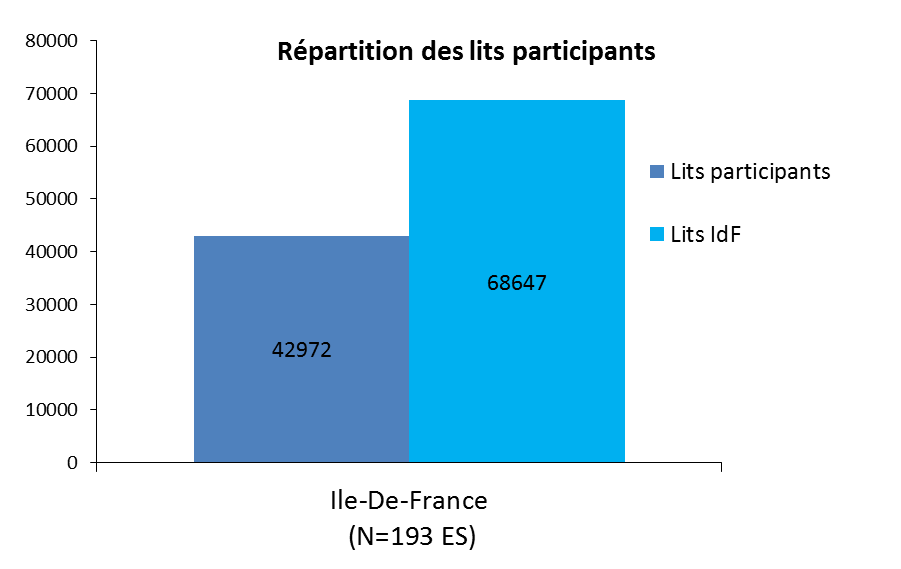 Répartition des lits participants
80000
70000
60000
50000
40000
30000
20000
10000
0
42972
68647
Lits participants
Lits IdF
Ile-De-France
(N=193 ES)